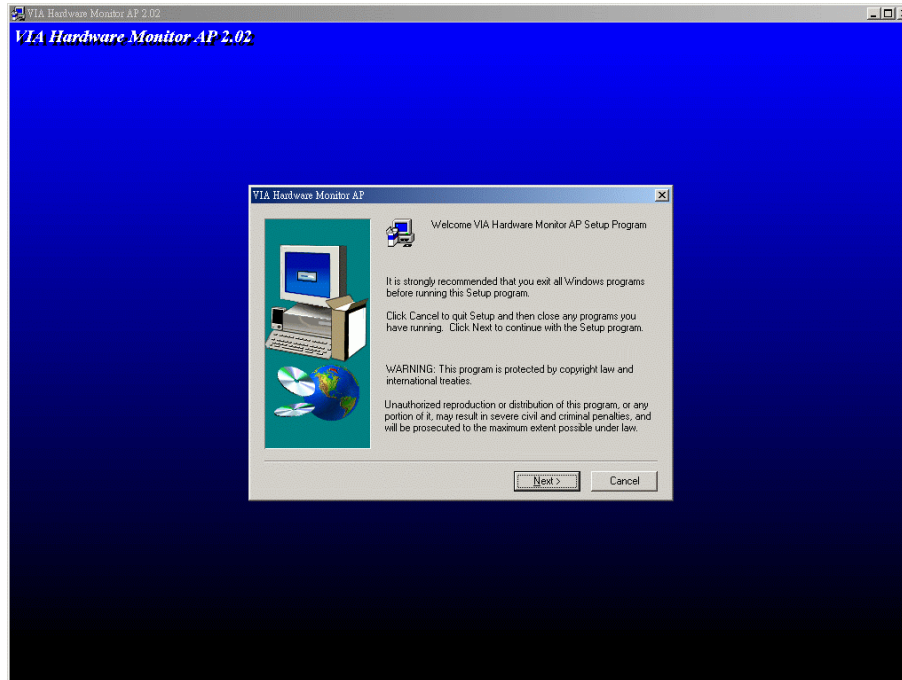 VIA Hardware Monitor AP 2.02
VIA Hardware Monitor AP 2.02
VIA Hardware Monitor AP
Welcome VIA Hardware Monitor AP Setup Program
It is strongly recommended that you exit all Windows programs
before running this Setup program.
Click Cancel to quit Setup and then close any programs you
have running. Click Next to continue with the Setup program.
WARNING: This program is protected by copyright law and
international treaties.
Unauthorized reproduction or distribution of this program, or any
portion of it, may result in severe civil and criminal penalties, and
will be prosecuted to the maximum extent possible under law.
Next >
Cancel